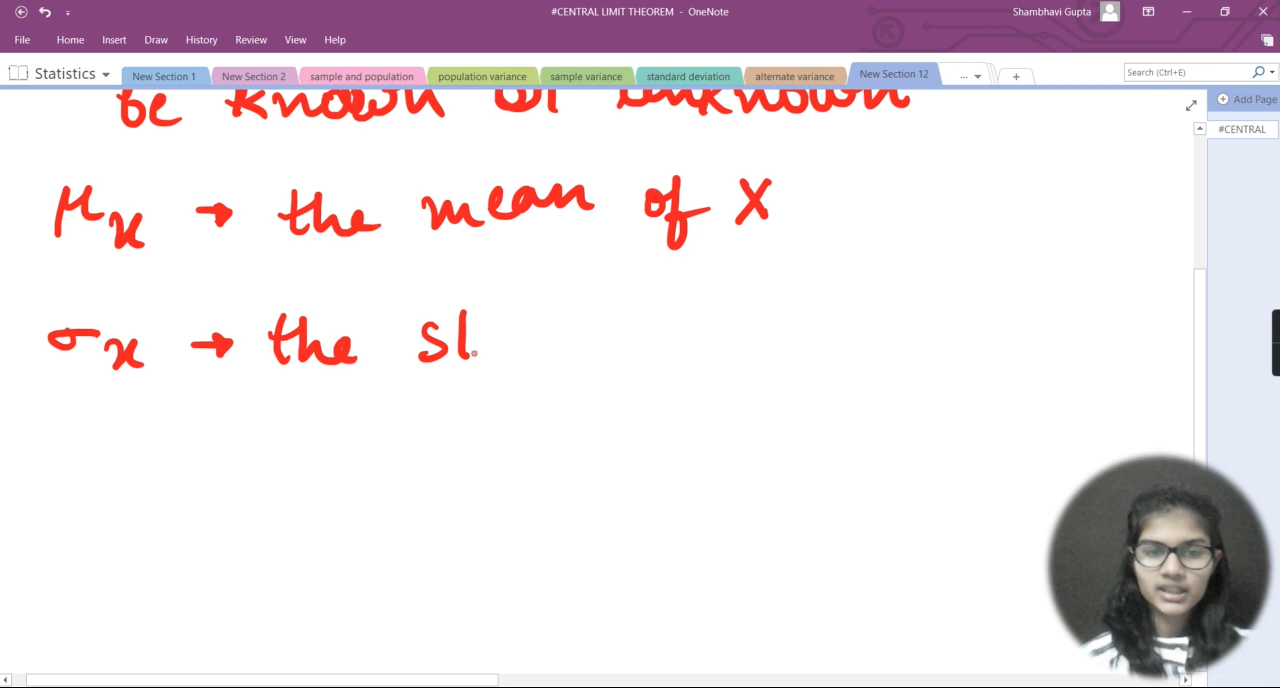 #CENTRAL LIMIT THEOREM - OneNote
Shambhavi Gupta
File Home Insert Draw History Review View Help
Statistics New Section 1 New Section 2 sample and population population variance sample variance standard deviation alternate variance New Section 12 ... + Search (Ctrl+E)
Add Page
#CENTRAL
be known or unknown
μx → the mean of X
σx → the